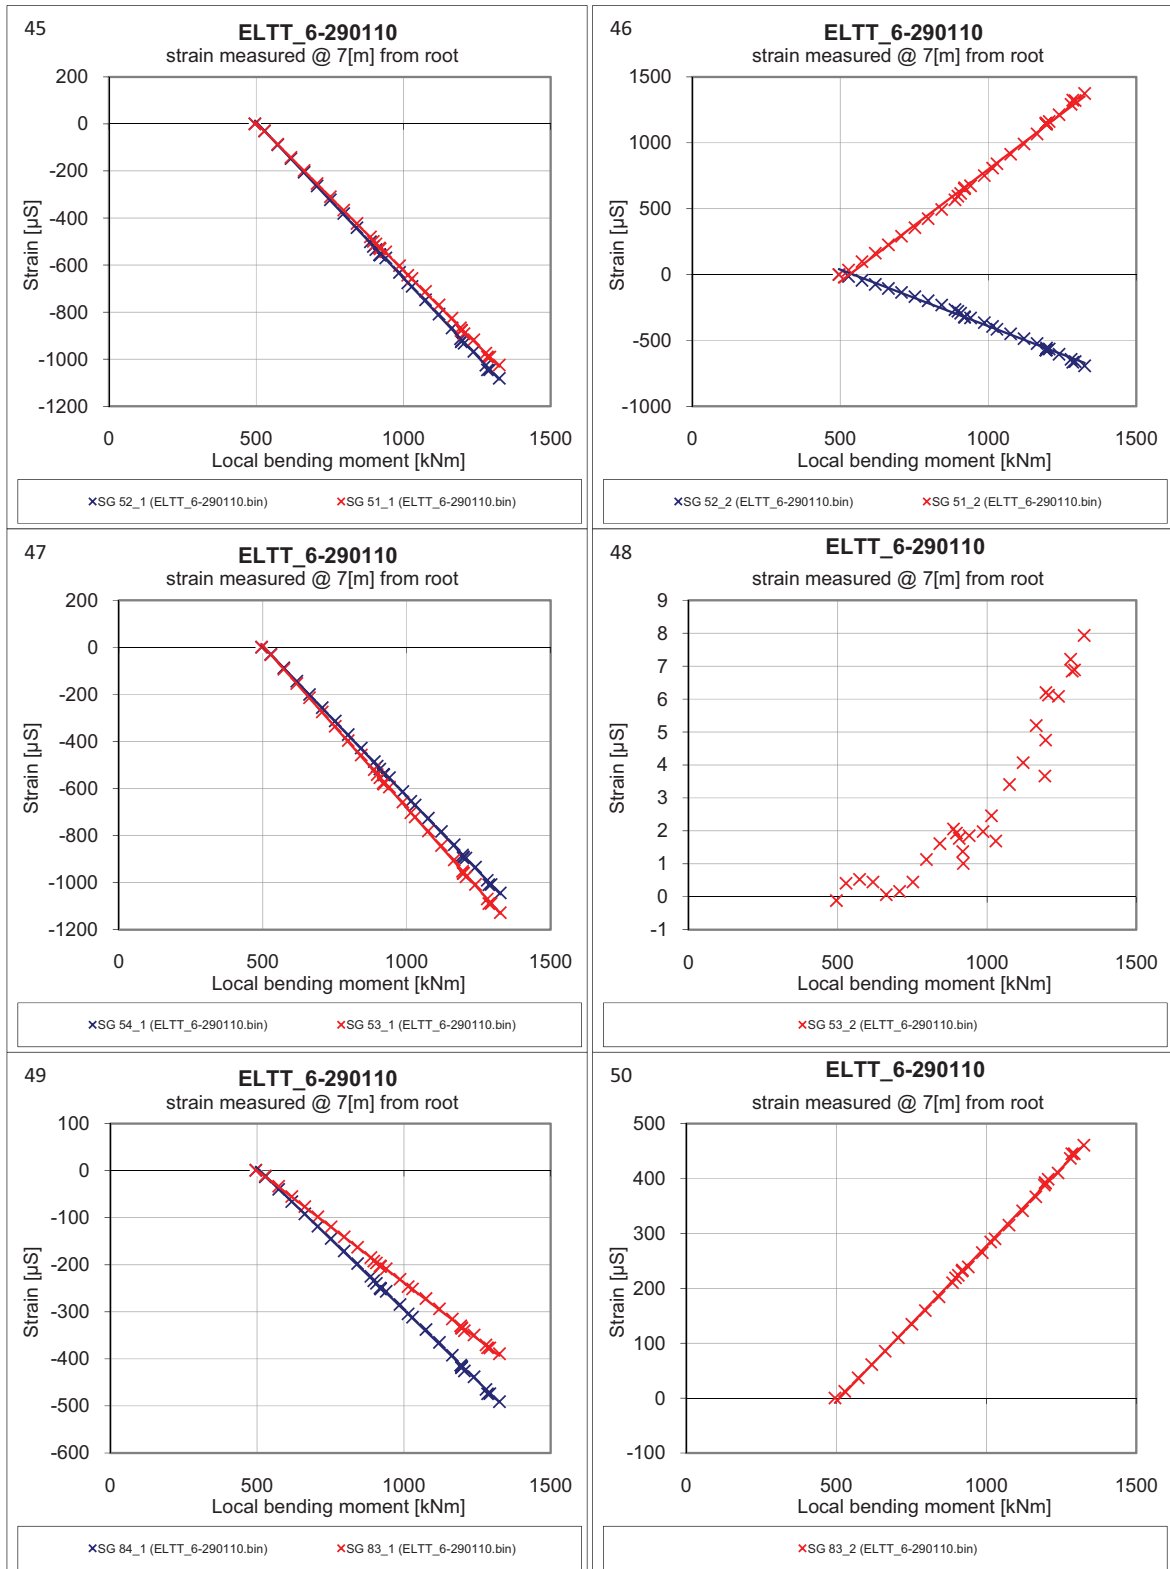 45
ELTT_6-290110
strain measured @ 7[m] from root
200
0
-200
-400
-600
-800
-1000
-1200
Strain [µS]
0 500 1000 1500
Local bending moment [kNm]
SG 52_1 (ELTT_6-290110.bin) SG 51_1 (ELTT_6-290110.bin)
46
ELTT_6-290110
strain measured @ 7[m] from root
1500
1000
500
0
-500
-1000
Strain [µS]
0 500 1000 1500
Local bending moment [kNm]
SG 52_2 (ELTT_6-290110.bin) SG 51_2 (ELTT_6-290110.bin)
47
ELTT_6-290110
strain measured @ 7[m] from root
200
0
-200
-400
-600
-800
-1000
-1200
Strain [µS]
0 500 1000 1500
Local bending moment [kNm]
SG 54_1 (ELTT_6-290110.bin) SG 53_1 (ELTT_6-290110.bin)
48
ELTT_6-290110
strain measured @ 7[m] from root
9
8
7
6
5
4
3
2
1
0
-1
Strain [µS]
0 500 1000 1500
Local bending moment [kNm]
SG 53_2 (ELTT_6-290110.bin)
49
ELTT_6-290110
strain measured @ 7[m] from root
100
0
-100
-200
-300
-400
-500
-600
Strain [µS]
0 500 1000 1500
Local bending moment [kNm]
SG 84_1 (ELTT_6-290110.bin) SG 83_1 (ELTT_6-290110.bin)
50
ELTT_6-290110
strain measured @ 7[m] from root
500
400
300
200
100
0
-100
Strain [µS]
0 500 1000 1500
Local bending moment [kNm]
SG 83_2 (ELTT_6-290110.bin)